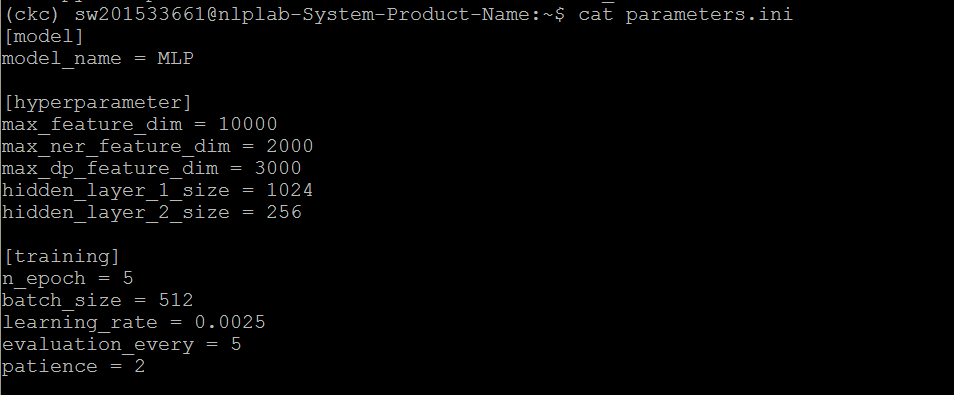 (ckc) sw201533661@nlplab-System-Product-Name:~$ cat parameters.ini
[model]
model_name = MLP
[hyperparameter]
max_feature_dim = 10000
max_ner_feature_dim = 2000
max_dp_feature_dim = 3000
hidden_layer_1_size = 1024
hidden_layer_2_size = 256
[training]
n_epoch = 5
batch_size = 512
learning_rate = 0.0025
evaluation_every = 5
patience = 2